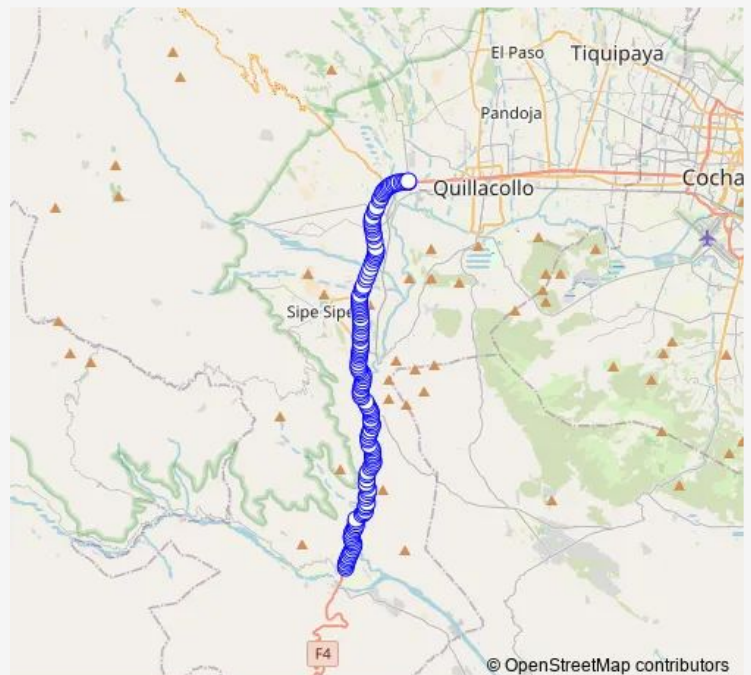 El Paso
Tiquipaya
Pandoja
Quillacollo
Cocha
Sipe Sipe
F4
© OpenStreetMap contributors